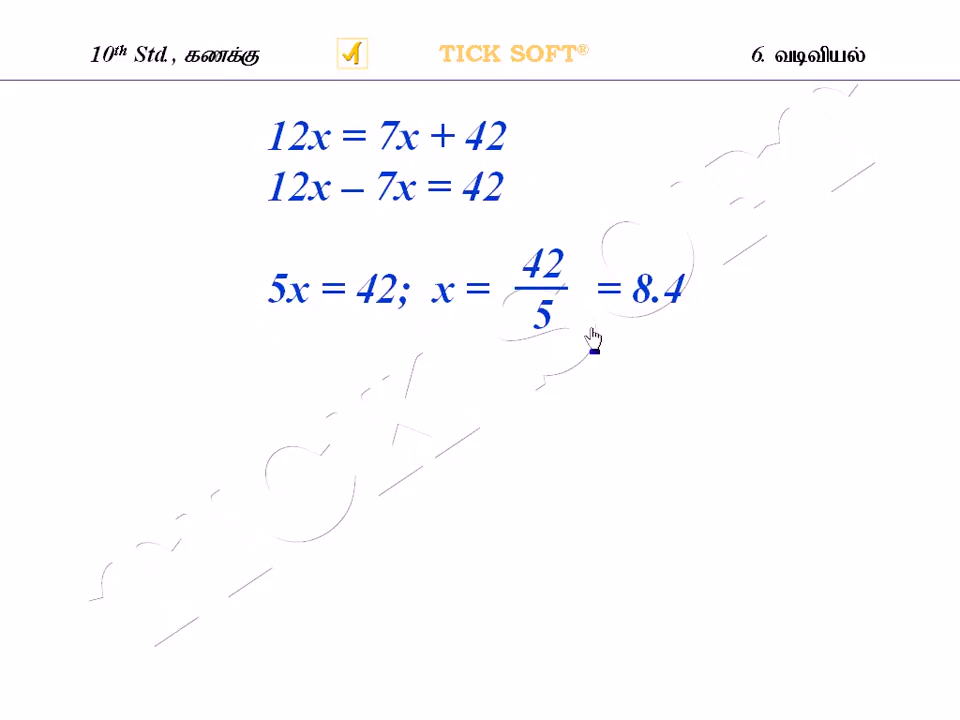 10th Std., கணக்கு TICK SOFT® 6. வடிவியல்
12x = 7x + 42
12x – 7x = 42
5x = 42; x = 42/5 = 8.4